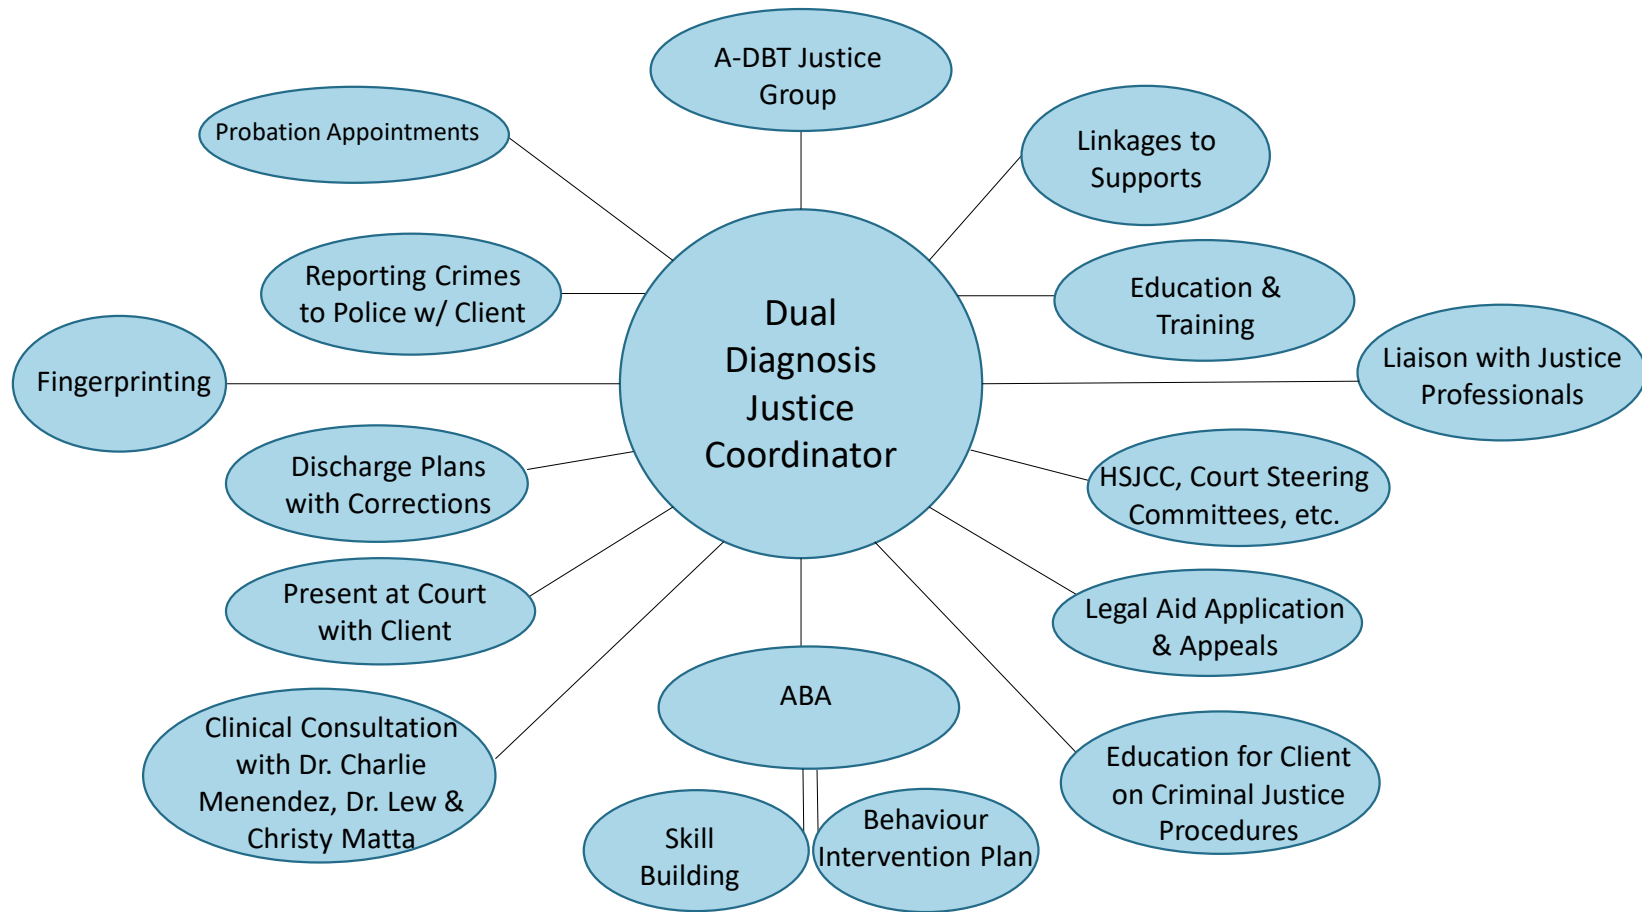 A-DBT Justice
Group
Probation Appointments
Linkages to
Supports
Reporting Crimes
to Police w/ Client
Education &
Training
Dual
Diagnosis
Justice
Coordinator
Fingerprinting
Liaison with Justice
Professionals
Discharge Plans
with Corrections
HSJCC, Court Steering
Committees, etc.
Present at Court
with Client
Legal Aid Application
& Appeals
ABA
Clinical Consultation
with Dr. Charlie
Menendez, Dr. Lew &
Christy Matta
Education for Client
on Criminal Justice
Procedures
Skill
Building
Behaviour
Intervention Plan